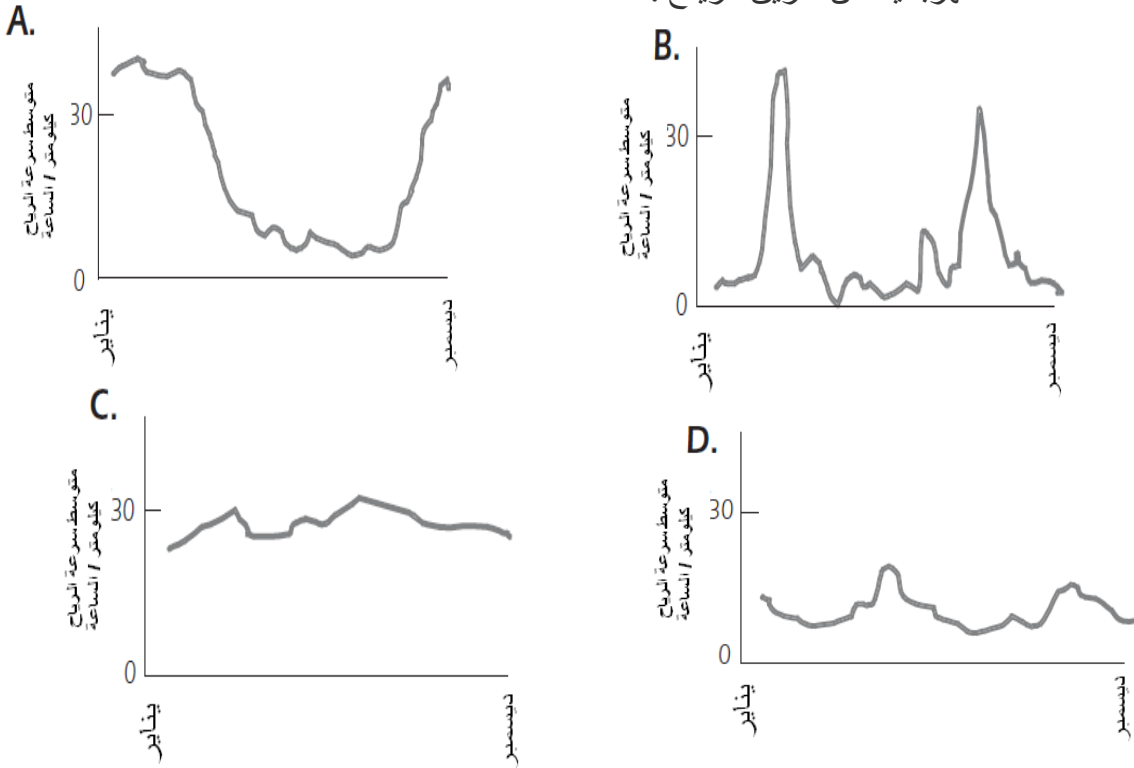 A.
متوسط سرعة الرياح
كيلومتر / الساعة
30
0
يناير
ديسمبر
B.
متوسط سرعة الرياح
كيلومتر / الساعة
30
0
يناير
ديسمبر
C.
متوسط سرعة الرياح
كيلومتر / الساعة
30
0
يناير
ديسمبر
D.
متوسط سرعة الرياح
كيلومتر / الساعة
30
0
يناير
ديسمبر